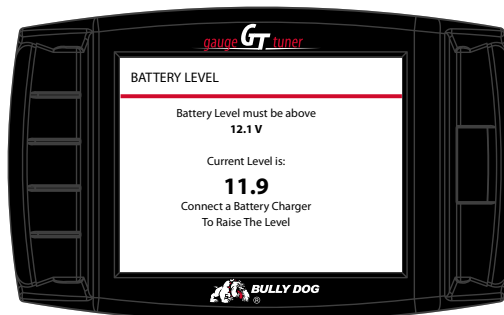 gauge GT tuner
BATTERY LEVEL
Battery Level must be above
12.1 V
Current Level is:
11.9
Connect a Battery Charger
To Raise The Level
BULLY DOG
®